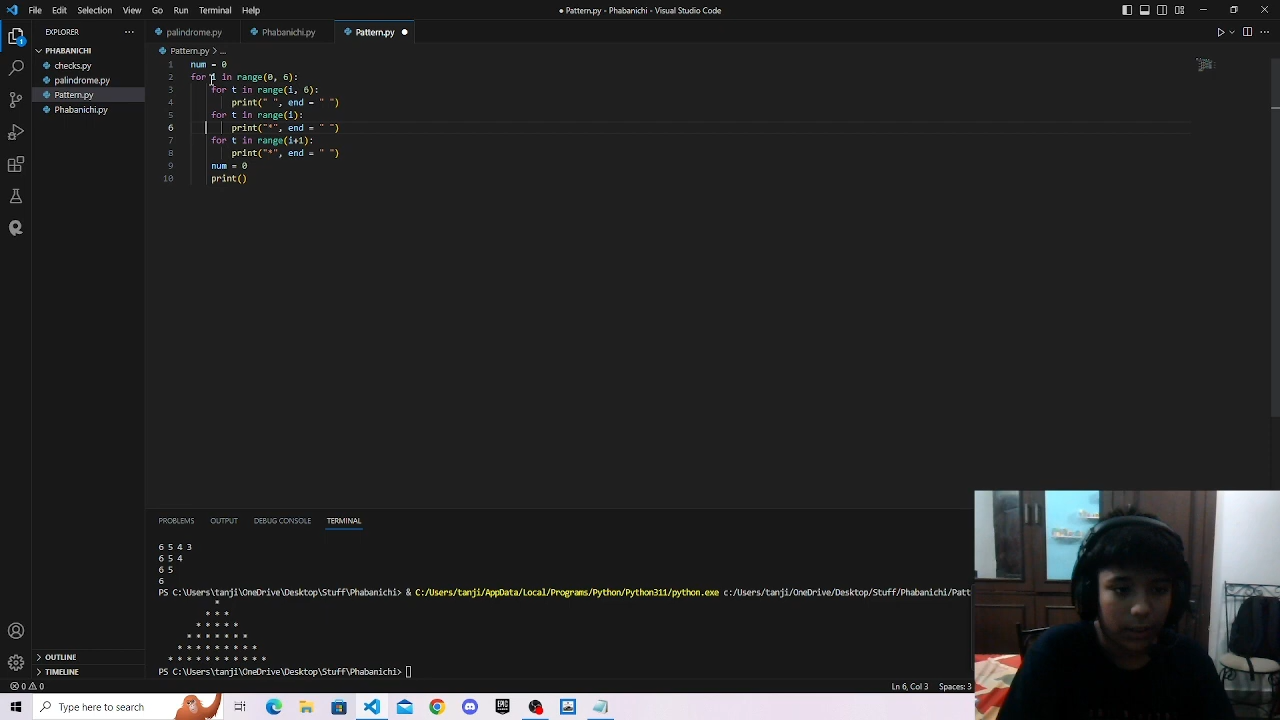 File Edit Selection View Go Run Terminal Help
● Pattern.py - Phabanichi - Visual Studio Code
EXPLORER
PHABANICHI
checks.py
palindrome.py
Pattern.py
Phabanichi.py
OUTLINE
TIMELINE
palindrome.py Phabanichi.py Pattern.py
Pattern.py > ...
1 num = 0
2 for i in range(0, 6):
3 for t in range(i, 6):
4 print(" ", end = " ")
5 for t in range(i):
6 print("*", end = " ")
7 for t in range(i+1):
8 print("*", end = " ")
9 num = 0
10 print()
PROBLEMS OUTPUT DEBUG CONSOLE TERMINAL
6 5 4 3
6 5 4
6 5
6
PS C:\Users\tanji\OneDrive\Desktop\Stuff\Phabanichi> & C:/Users/tanji/AppData/Local/Programs/Python/Python311/python.exe c:/Users/tanji/OneDrive/Desktop/Stuff/Phabanichi/Patt
*
* * *
* * * * *
* * * * * * *
* * * * * * * * *
* * * * * * * * * * *
PS C:\Users\tanji\OneDrive\Desktop\Stuff\Phabanichi>
0 0 Ln 6, Col 3 Spaces: 3
Type here to search